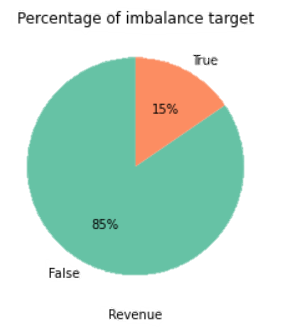 Percentage of imbalance target
True
15%
85%
False
Revenue